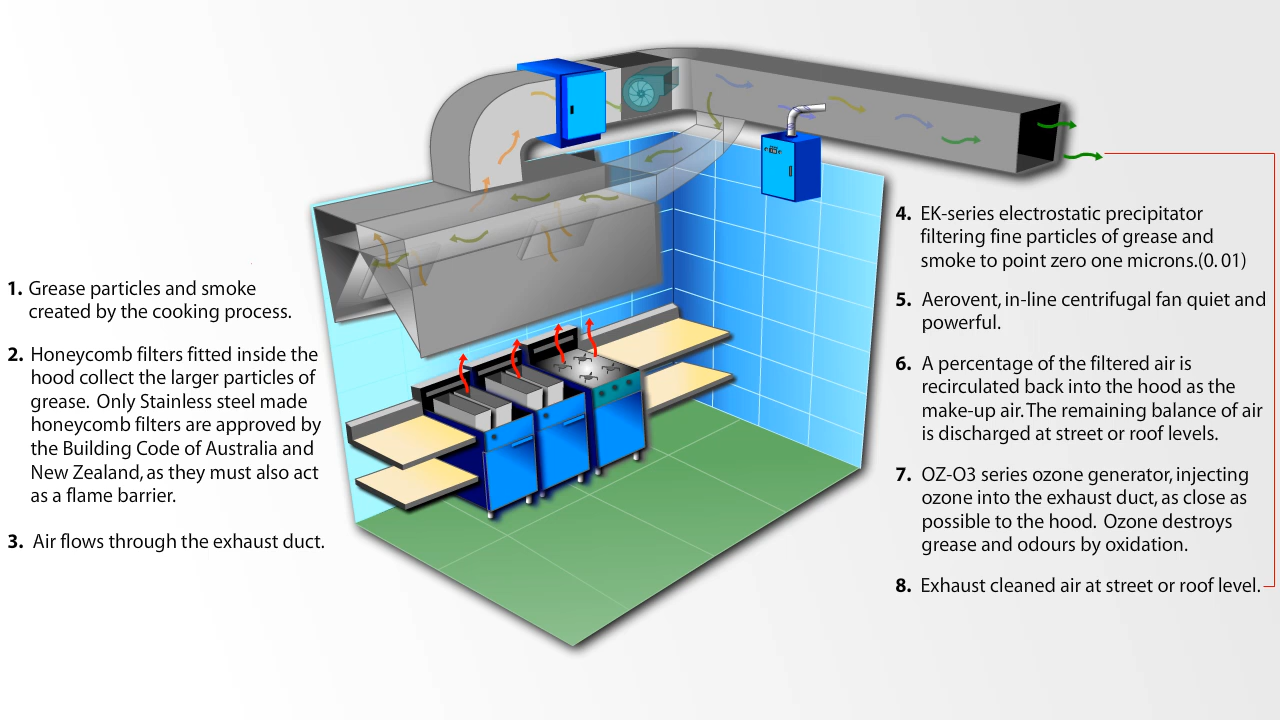 1. Grease particles and smoke
created by the cooking process.
2. Honeycomb filters fitted inside the
hood collect the larger particles of
grease. Only Stainless steel made
honeycomb filters are approved by
the Building Code of Australia and
New Zealand, as they must also act
as a flame barrier.
3. Air flows through the exhaust duct.
4. EK-series electrostatic precipitator
filtering fine particles of grease and
smoke to point zero one microns.(0.01)
5. Aerovent, in-line centrifugal fan quiet and
powerful.
6. A percentage of the filtered air is
recirculated back into the hood as the
make-up air. The remaining balance of air
is discharged at street or roof levels.
7. OZ-O3 series ozone generator, injecting
ozone into the exhaust duct, as close as
possible to the hood. Ozone destroys
grease and odours by oxidation.
8. Exhaust cleaned air at street or roof level.